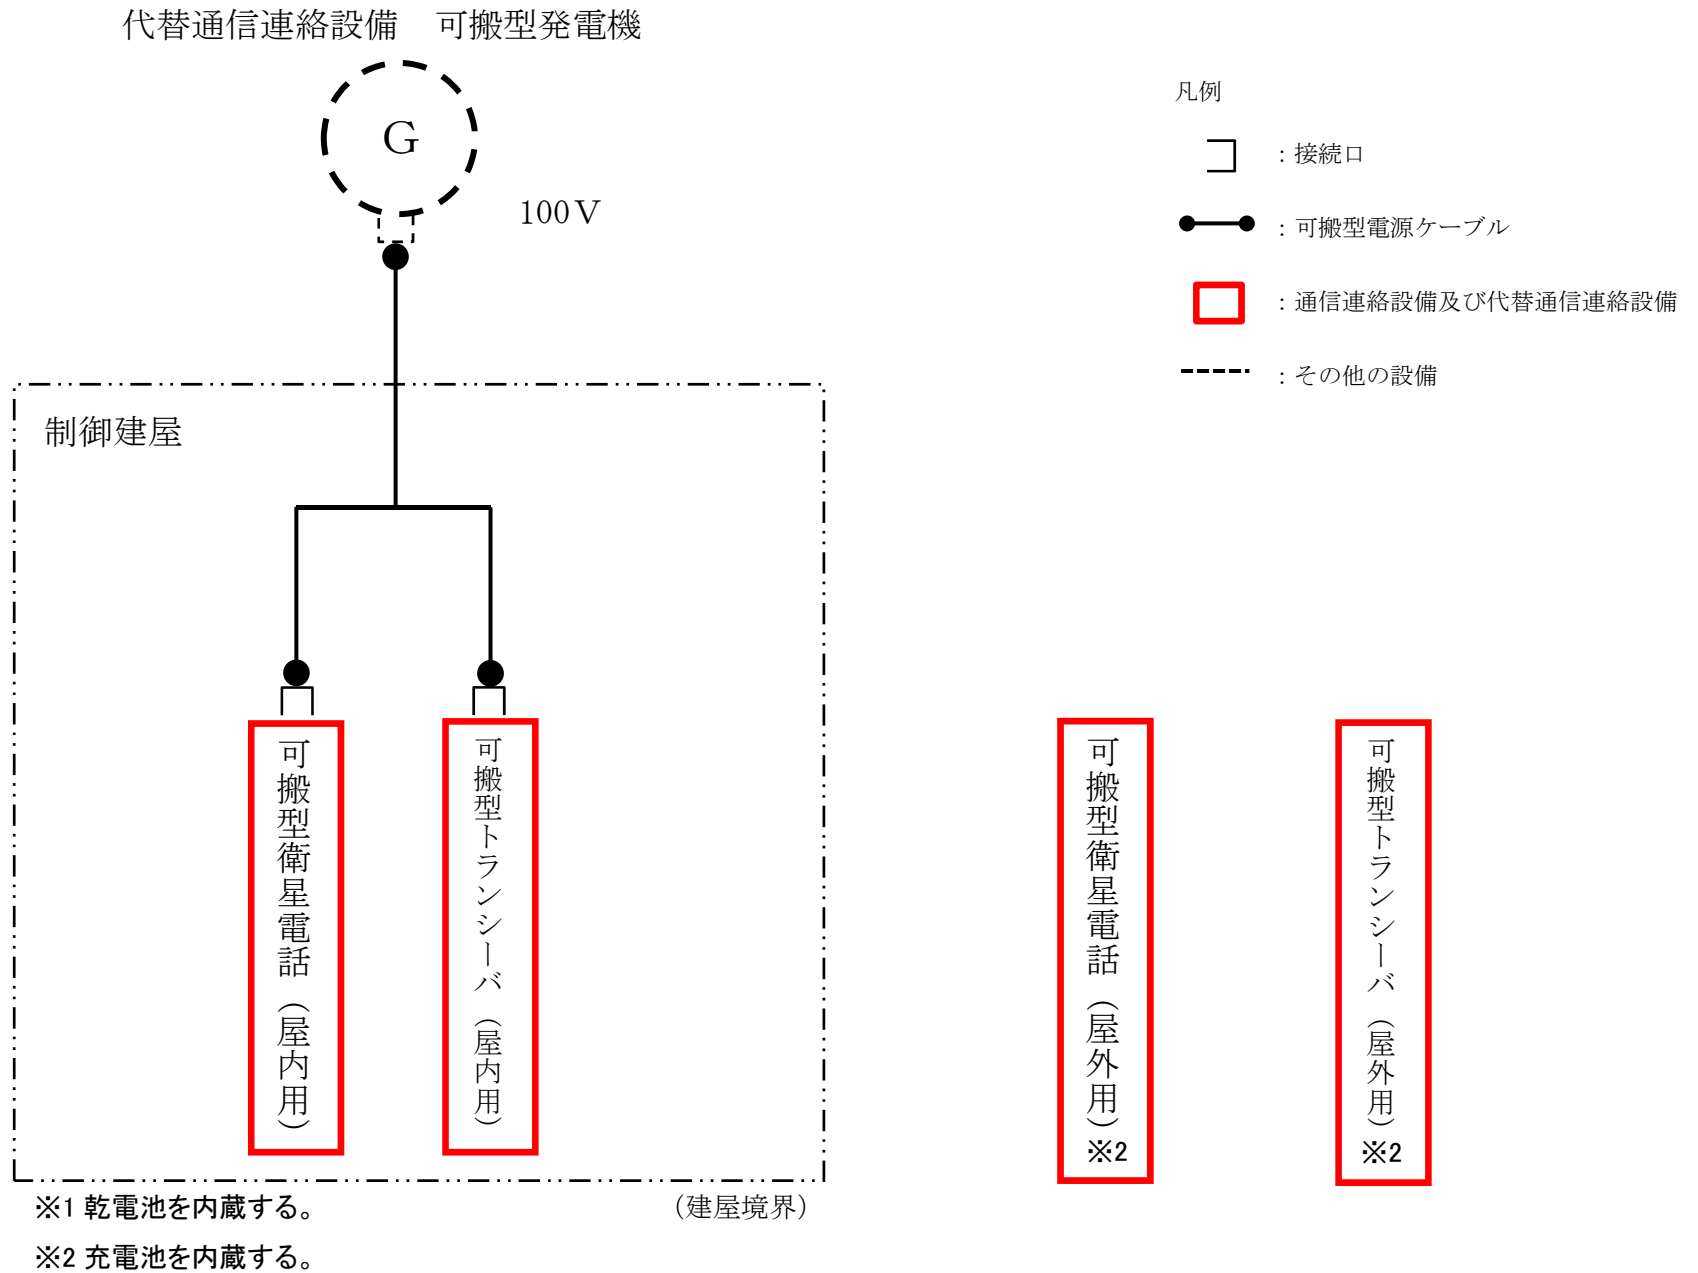 代替通信連絡設備　可搬型発電機
G
100V
凡例
：接続口
：可搬型電源ケーブル
：通信連絡設備及び代替通信連絡設備
：その他の設備
制御建屋
可搬型衛星電話（屋内用）
可搬型トランシーバ（屋内用）
可搬型衛星電話（屋外用）※2
可搬型トランシーバ（屋外用）※2
（建屋境界）
※1 乾電池を内蔵する。
※2 充電池を内蔵する。